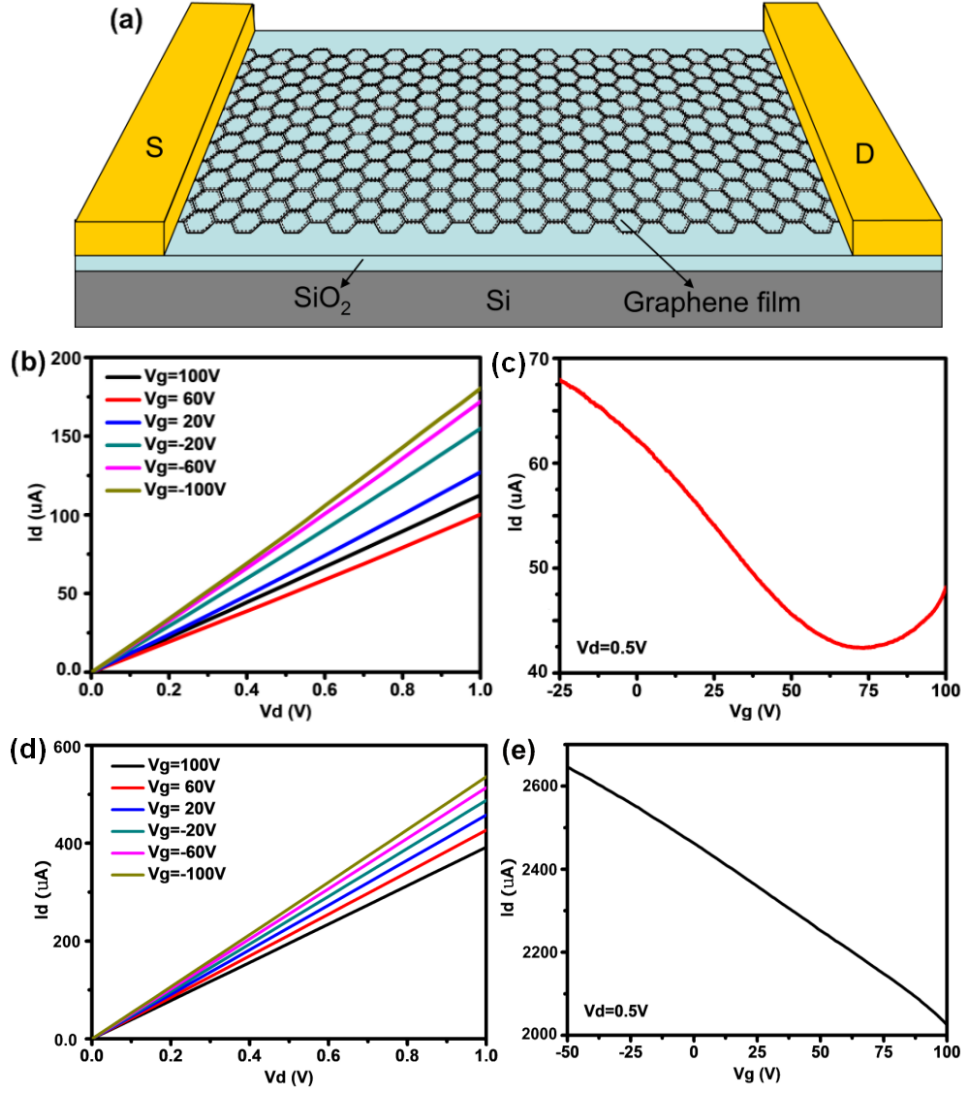 (a)
S
D
SiO2
Si
Graphene film
(b)
200
150
100
50
0.0
Id (uA)
Vg=100V
Vg= 60V
Vg= 20V
Vg=-20V
Vg=-60V
Vg=-100V
0.0 0.2 0.4 0.6 0.8 1.0
Vd (V)
(c)
70
60
50
40
Id (uA)
Vd=0.5V
-25 0 25 50 75 100
Vg (V)
(d)
600
400
200
0.0
Id (uA)
Vg=100V
Vg= 60V
Vg= 20V
Vg=-20V
Vg=-60V
Vg=-100V
0.0 0.2 0.4 0.6 0.8 1.0
Vd (V)
(e)
2600
2400
2200
2000
Id (uA)
Vd=0.5V
-50 -25 0 25 50 75 100
Vg (V)